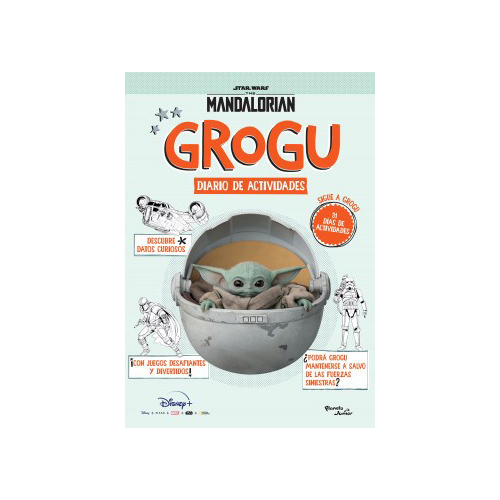 STAR WARS
THE
MANDALORIAN
GROGU
DIARIO DE ACTIVIDADES
SIGUE A GROGU
31
DÍAS DE
ACTIVIDADES
DESCUBRE
DATOS CURIOSOS
¡CON JUEGOS DESAFIANTES
Y DIVERTIDOS!
¿PODRÁ GROGU
MANTENERSE A SALVO
DE LAS FUERZAS
SINIESTRAS?
Disney+
Planeta
Junior